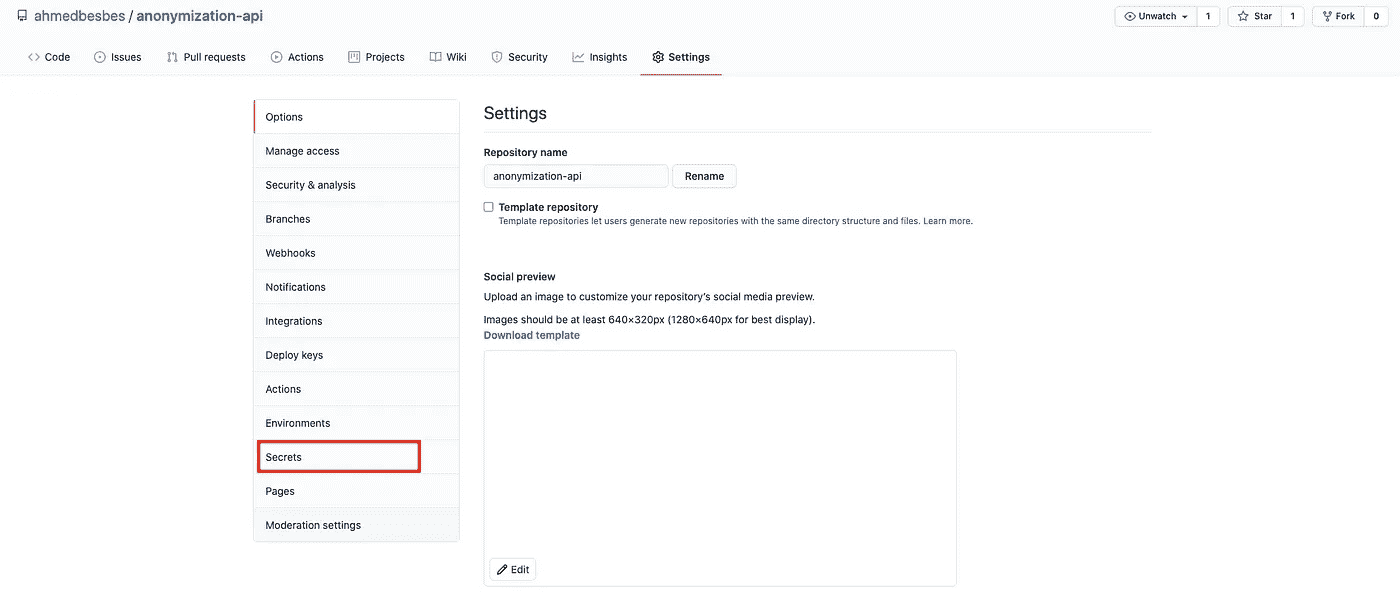 ahmedbesbes / anonymization-api
Unwatch 1 Star 1 Fork 0
Code Issues Pull requests Actions Projects Wiki Security Insights Settings
Options
Manage access
Security & analysis
Branches
Webhooks
Notifications
Integrations
Deploy keys
Actions
Environments
Secrets
Pages
Moderation settings
Settings
Repository name
anonymization-api Rename
Template repository
Template repositories let users generate new repositories with the same directory structure and files. Learn more.
Social preview
Upload an image to customize your repository's social media preview.
Images should be at least 640×320px (1280×640px for best display).
Download template
Edit